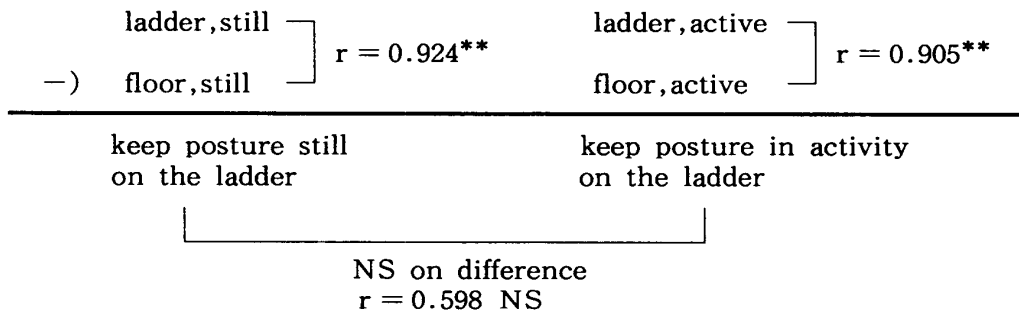 ladder,still ladder,active
r = 0.924** r = 0.905**
−) floor,still floor,active
keep posture still keep posture in activity
on the ladder on the ladder
NS on difference
r = 0.598 NS